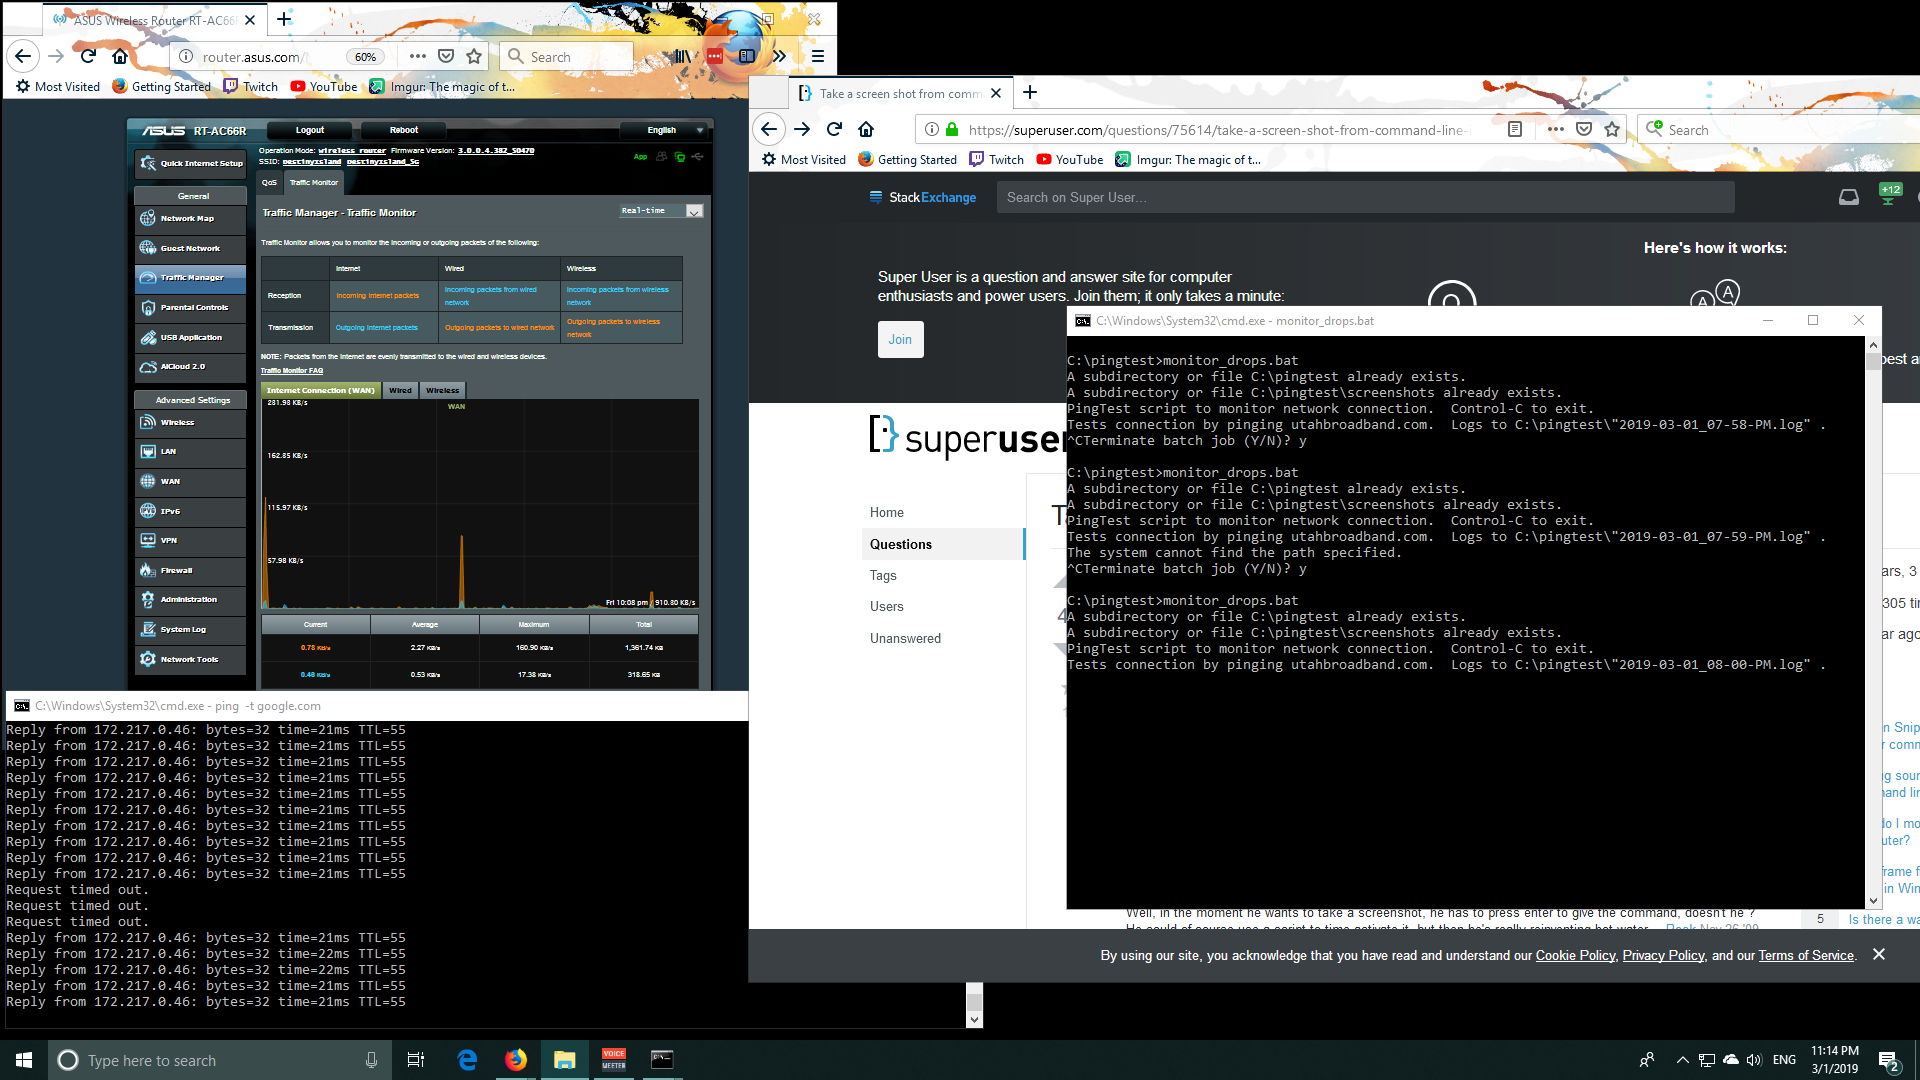 ASUS Wireless Router RT-AC66
router.asus.com/
60%
Search
Most Visited
Getting Started
Twitch
YouTube
Imgur: The magic of t...
ASUS RT-AC66R
Logout
Reboot
English
Quick Internet Setup
Operation Mode: Wireless router Firmware Version: 3.0.0.4.382_50470
SSID: Destinyisland Destinyisland_5G
App
General
Network Map
Guest Network
Traffic Manager
Parental Controls
USB Application
AiCloud 2.0
Advanced Settings
Wireless
LAN
WAN
IPv6
VPN
Firewall
Administration
System Log
Network Tools
QoS
Traffic Monitor
Traffic Manager - Traffic Monitor
Real-time
Traffic Monitor allows you to monitor the incoming or outgoing packets of the following:
Internet Wired Wireless
Reception
Incoming Internet packets
Incoming packets from wired network
Incoming packets from wireless network
Transmission
Outgoing Internet packets
Outgoing packets to wired network
Outgoing packets to wireless network
NOTE: Packets from the Internet are evenly transmitted to the wired and wireless devices.
Traffic Monitor FAQ
Internet Connection (WAN)
Wired
Wireless
281.98 KB/s
WAN
162.85 KB/s
115.97 KB/s
57.98 KB/s
Fri 10:08 pm / 910.80 KB/s
Current Average Maximum Total
0.78 KB/s 2.27 KB/s 160.90 KB/s 1,361.74 KB
0.48 KB/s 0.53 KB/s 17.38 KB/s 318.65 KB
C:\Windows\System32\cmd.exe - ping -t google.com
Reply from 172.217.0.46: bytes=32 time=21ms TTL=55
Reply from 172.217.0.46: bytes=32 time=21ms TTL=55
Reply from 172.217.0.46: bytes=32 time=21ms TTL=55
Reply from 172.217.0.46: bytes=32 time=21ms TTL=55
Reply from 172.217.0.46: bytes=32 time=21ms TTL=55
Reply from 172.217.0.46: bytes=32 time=21ms TTL=55
Reply from 172.217.0.46: bytes=32 time=21ms TTL=55
Reply from 172.217.0.46: bytes=32 time=21ms TTL=55
Reply from 172.217.0.46: bytes=32 time=21ms TTL=55
Reply from 172.217.0.46: bytes=32 time=21ms TTL=55
Request timed out.
Request timed out.
Request timed out.
Reply from 172.217.0.46: bytes=32 time=21ms TTL=55
Reply from 172.217.0.46: bytes=32 time=22ms TTL=55
Reply from 172.217.0.46: bytes=32 time=22ms TTL=55
Reply from 172.217.0.46: bytes=32 time=21ms TTL=55
Reply from 172.217.0.46: bytes=32 time=21ms TTL=55
Take a screen shot from comm
https://superuser.com/questions/75614/take-a-screen-shot-from-command-line-
Search
Most Visited
Getting Started
Twitch
YouTube
Imgur: The magic of t...
StackExchange
Search on Super User...
+12
Super User is a question and answer site for computer
enthusiasts and power users. Join them; it only takes a minute:
Join
Here's how it works:
A
A
superuser
Home
Questions
Tags
Users
Unanswered
C:\Windows\System32\cmd.exe - monitor_drops.bat
C:\pingtest>monitor_drops.bat
A subdirectory or file C:\pingtest already exists.
A subdirectory or file C:\pingtest\screenshots already exists.
PingTest script to monitor network connection. Control-C to exit.
Tests connection by pinging utahbroadband.com. Logs to C:\pingtest\"2019-03-01_07-58-PM.log" .
^CTerminate batch job (Y/N)? y
C:\pingtest>monitor_drops.bat
A subdirectory or file C:\pingtest already exists.
A subdirectory or file C:\pingtest\screenshots already exists.
PingTest script to monitor network connection. Control-C to exit.
Tests connection by pinging utahbroadband.com. Logs to C:\pingtest\"2019-03-01_07-59-PM.log" .
The system cannot find the path specified.
^CTerminate batch job (Y/N)? y
C:\pingtest>monitor_drops.bat
A subdirectory or file C:\pingtest already exists.
A subdirectory or file C:\pingtest\screenshots already exists.
PingTest script to monitor network connection. Control-C to exit.
Tests connection by pinging utahbroadband.com. Logs to C:\pingtest\"2019-03-01_08-00-PM.log" .
best a
ars, 3
305 ti
ar ago
n Snip
r comm
g sour
and lin
do I mo
uter?
rame f
in Win
Well, in the moment he wants to take a screenshot, he has to press enter to give the command, doesn't he ?
5
Is there a wa
By using our site, you acknowledge that you have read and understand our Cookie Policy, Privacy Policy, and our Terms of Service.
Type here to search
VOICE
MEETER
ENG
11:14 PM
3/1/2019
2